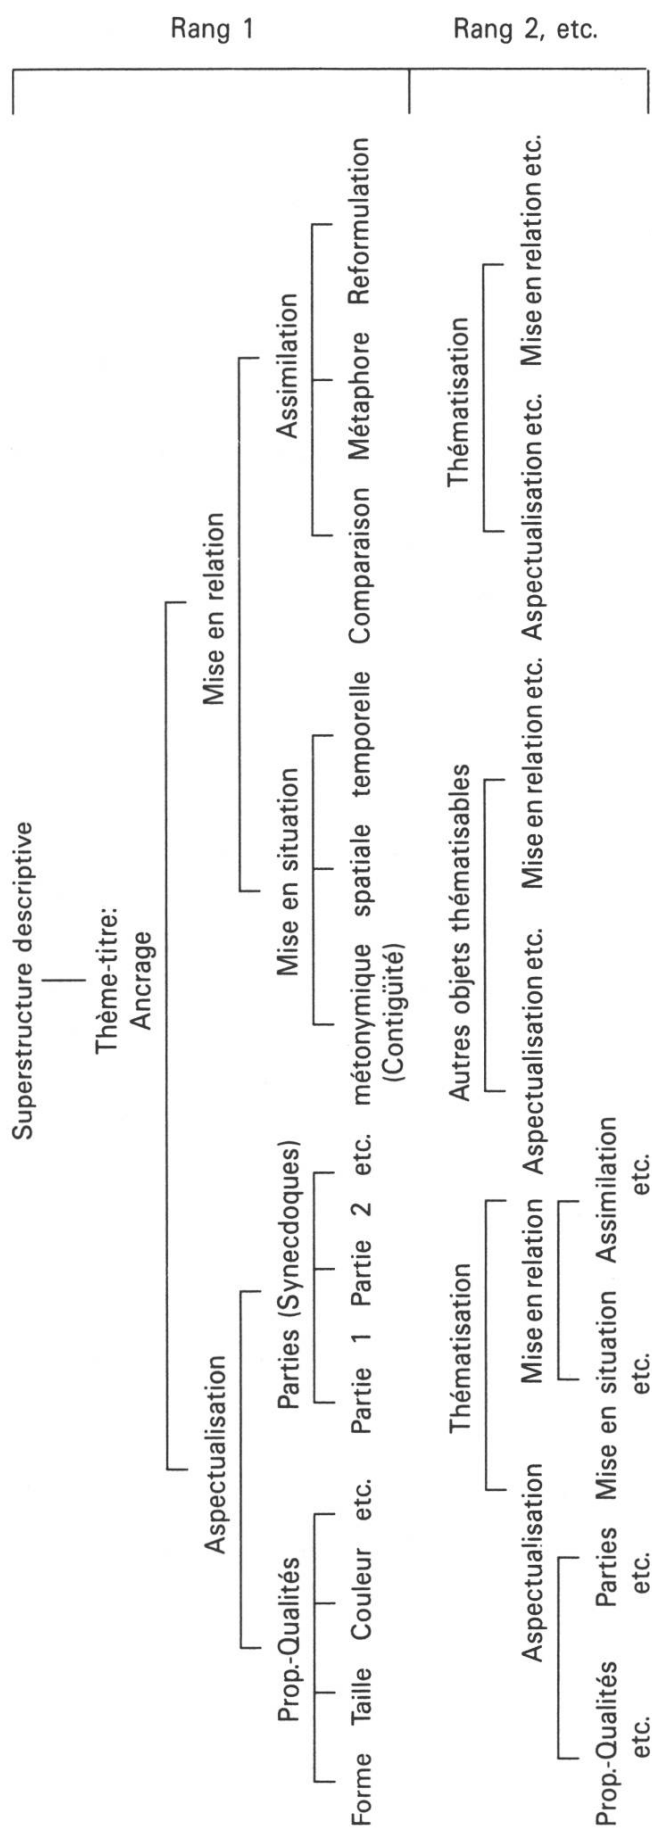 Rang 1
Rang 2, etc.
Superstructure descriptive
Thème-titre:
Ancrage
Aspectualisation
Mise en relation
Prop.-Qualités
Parties (Synecdoques)
Mise en situation
Assimilation
Forme Taille Couleur etc.
Partie 1 Partie 2 etc.
métonymique spatiale temporelle
(Contigüité)
Comparaison Métaphore Reformulation
Thématisation
Autres objets thématisables
Thématisation
Aspectualisation Mise en relation
Aspectualisation etc. Mise en relation etc.
Aspectualisation etc. Mise en relation etc.
Prop.-Qualités Parties Mise en situation Assimilation
etc. etc. etc. etc.